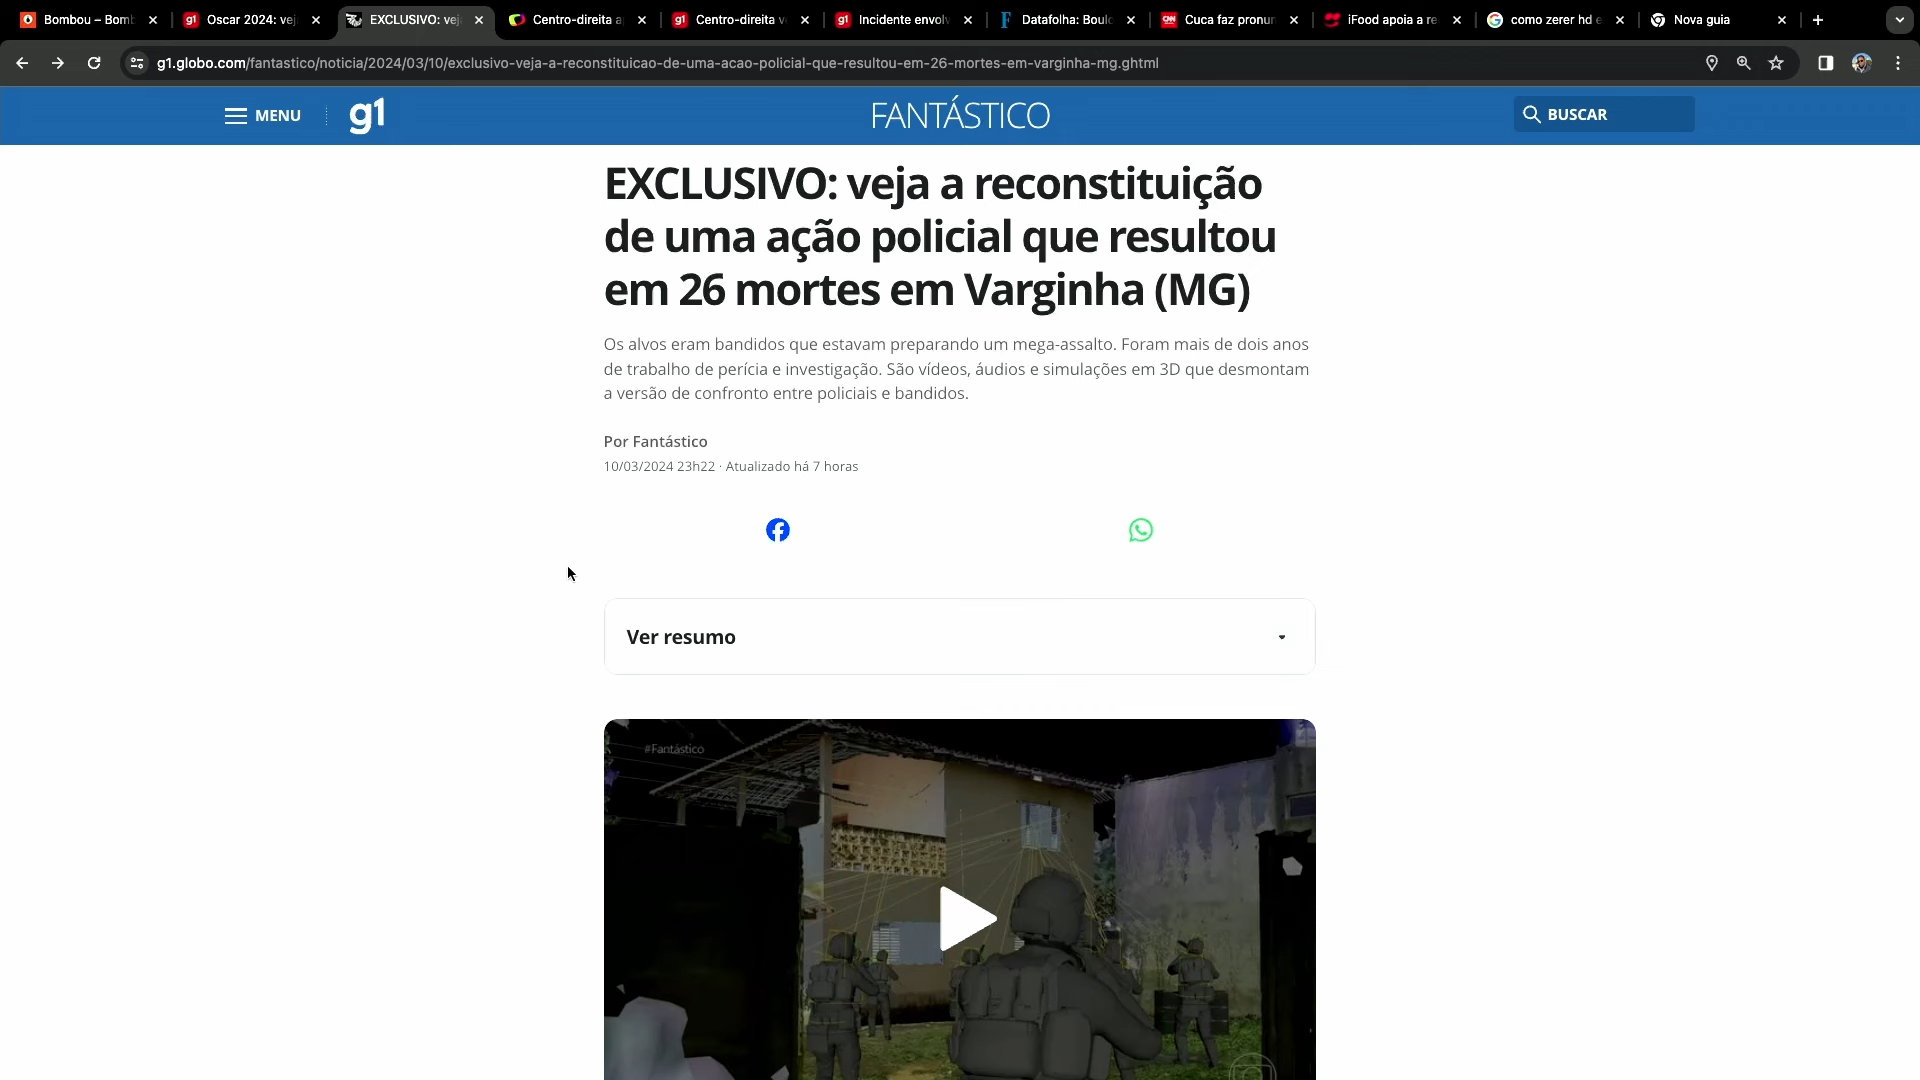 Bombou – Bomb
Oscar 2024: vej
EXCLUSIVO: vej
Centro-direita a
Centro-direita v
Incidente envol
Datafolha: Boul
Cuca faz pronun
iFood apoia a re
como zerer hd e
Nova guia
g1.globo.com/fantastico/noticia/2024/03/10/exclusivo-veja-a-reconstituicao-de-uma-acao-policial-que-resultou-em-26-mortes-em-varginha-mg.ghtml
MENU
g1
FANTÁSTICO
BUSCAR
EXCLUSIVO: veja a reconstituição
de uma ação policial que resultou
em 26 mortes em Varginha (MG)
Os alvos eram bandidos que estavam preparando um mega-assalto. Foram mais de dois anos
de trabalho de perícia e investigação. São vídeos, áudios e simulações em 3D que desmontam
a versão de confronto entre policiais e bandidos.
Por Fantástico
10/03/2024 23h22 · Atualizado há 7 horas
Ver resumo
#Fantástico